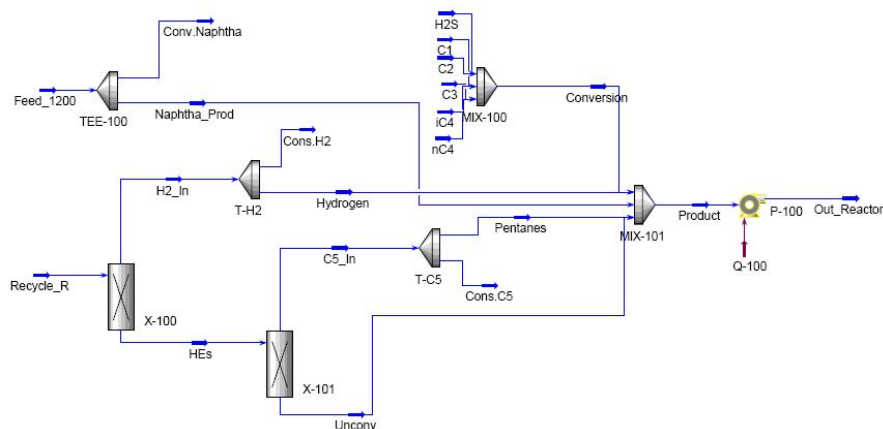 Conv.Naphtha
H2S
C1
C2
C3
iC4
nC4
MIX-100
Conversion
Feed_1200
TEE-100
Naphtha_Prod
Cons.H2
H2_In
T-H2
Hydrogen
MIX-101
Product
P-100
Out_Reactor
Q-100
Pentanes
C5_In
T-C5
Cons.C5
Recycle_R
X-100
HEs
X-101
Unconv